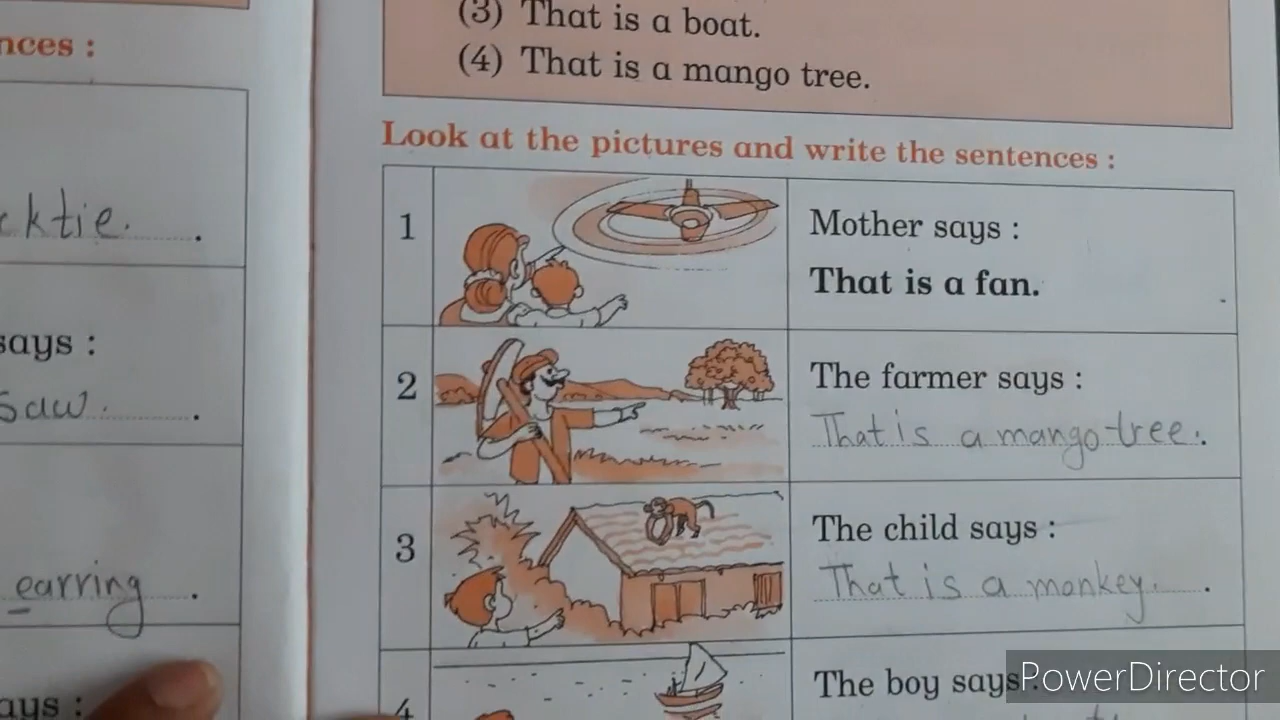 nces :
cktie. .
says :
saw. .
earring .
ays :
(3) That is a boat.
(4) That is a mango tree.
Look at the pictures and write the sentences :
1
Mother says :
That is a fan.
2
The farmer says :
That is a mango tree..
3
The child says :
That is a monkey. .
4
The boy says :
PowerDirector